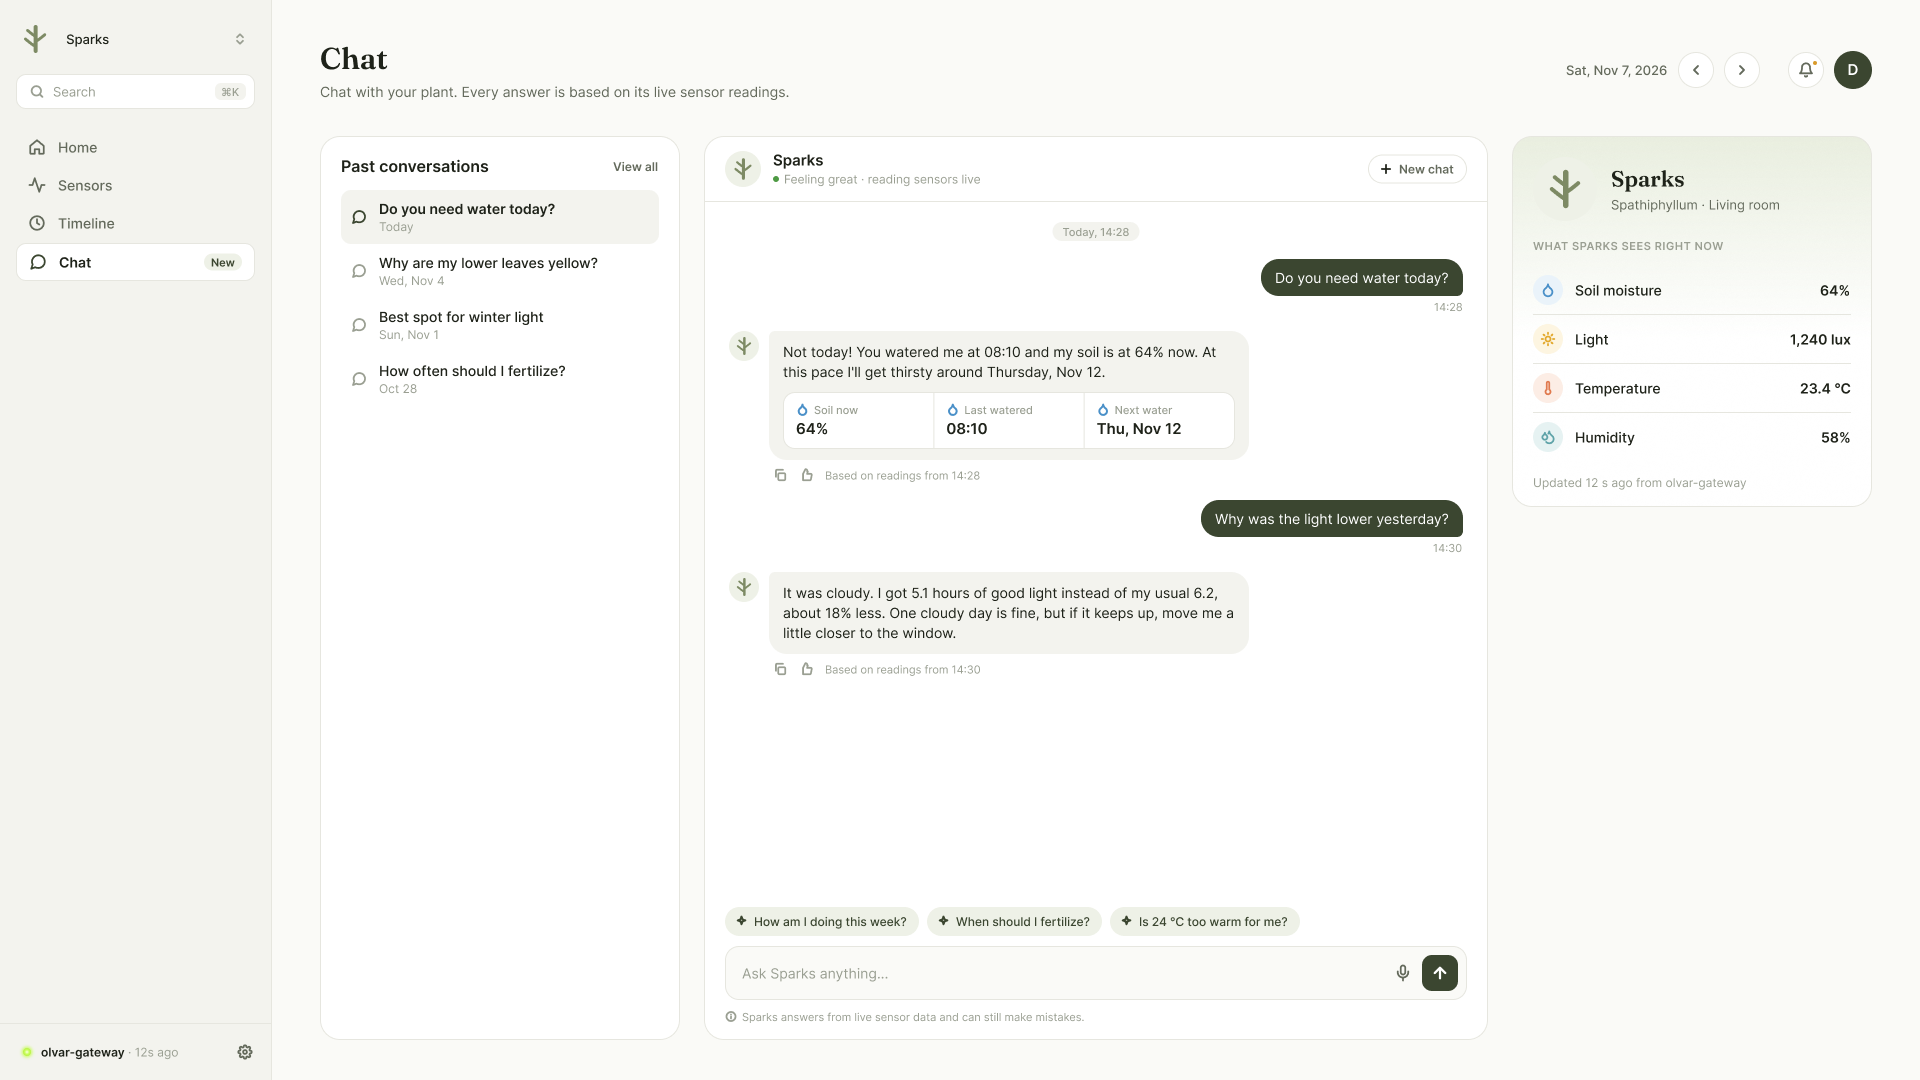 Sparks
Search
⌘K
Home
Sensors
Timeline
Chat
New
olvar-gateway · 12s ago
Chat
Chat with your plant. Every answer is based on its live sensor readings.
Sat, Nov 7, 2026
D
Past conversations
View all
Do you need water today?
Today
Why are my lower leaves yellow?
Wed, Nov 4
Best spot for winter light
Sun, Nov 1
How often should I fertilize?
Oct 28
Sparks
Feeling great · reading sensors live
New chat
Today, 14:28
Do you need water today?
14:28
Not today! You watered me at 08:10 and my soil is at 64% now. At
this pace I'll get thirsty around Thursday, Nov 12.
Soil now
64%
Last watered
08:10
Next water
Thu, Nov 12
Based on readings from 14:28
Why was the light lower yesterday?
14:30
It was cloudy. I got 5.1 hours of good light instead of my usual 6.2,
about 18% less. One cloudy day is fine, but if it keeps up, move me a
little closer to the window.
Based on readings from 14:30
How am I doing this week?
When should I fertilize?
Is 24 °C too warm for me?
Ask Sparks anything...
Sparks answers from live sensor data and can still make mistakes.
Sparks
Spathiphyllum · Living room
WHAT SPARKS SEES RIGHT NOW
Soil moisture
64%
Light
1,240 lux
Temperature
23.4 °C
Humidity
58%
Updated 12 s ago from olvar-gateway